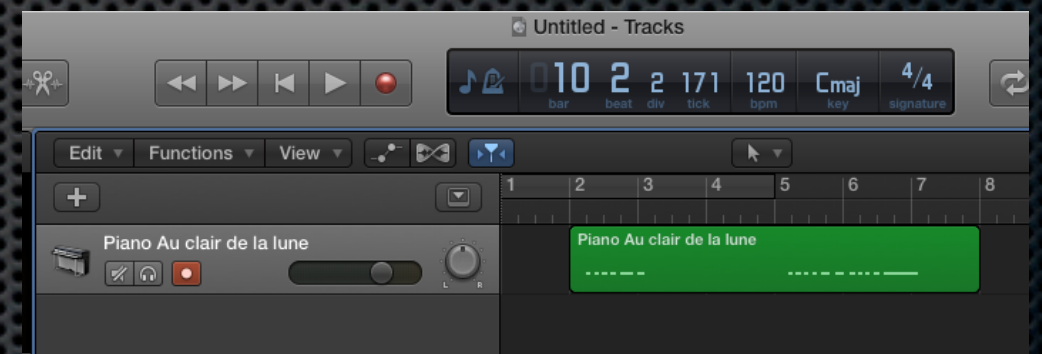 Untitled - Tracks
010 2 2 171 120 Cmaj 4/4
bar beat div tick bpm key signature
Edit Functions View
1 2 3 4 5 6 7 8
Piano Au clair de la lune
L R
Piano Au clair de la lune